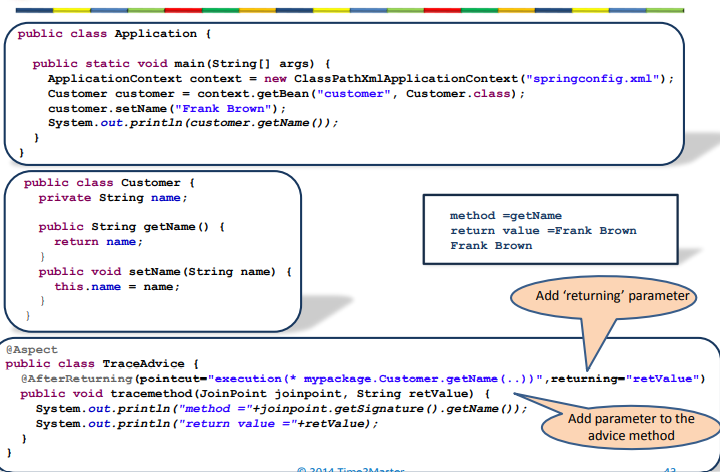 public class Application {
public static void main(String[] args) {
ApplicationContext context = new ClassPathXmlApplicationContext("springconfig.xml");
Customer customer = context.getBean("customer", Customer.class);
customer.setName("Frank Brown");
System.out.println(customer.getName());
}
}
public class Customer {
private String name;
public String getName() {
return name;
}
public void setName(String name) {
this.name = name;
}
}
method =getName
return value =Frank Brown
Frank Brown
Add ‘returning’ parameter
@Aspect
public class TraceAdvice {
@AfterReturning(pointcut="execution(* mypackage.Customer.getName(..))",returning="retValue")
public void tracemethod(JoinPoint joinpoint, String retValue) {
System.out.println("method ="+joinpoint.getSignature().getName());
System.out.println("return value ="+retValue);
}
}
Add parameter to the
advice method
© 2014 Time2Master
43